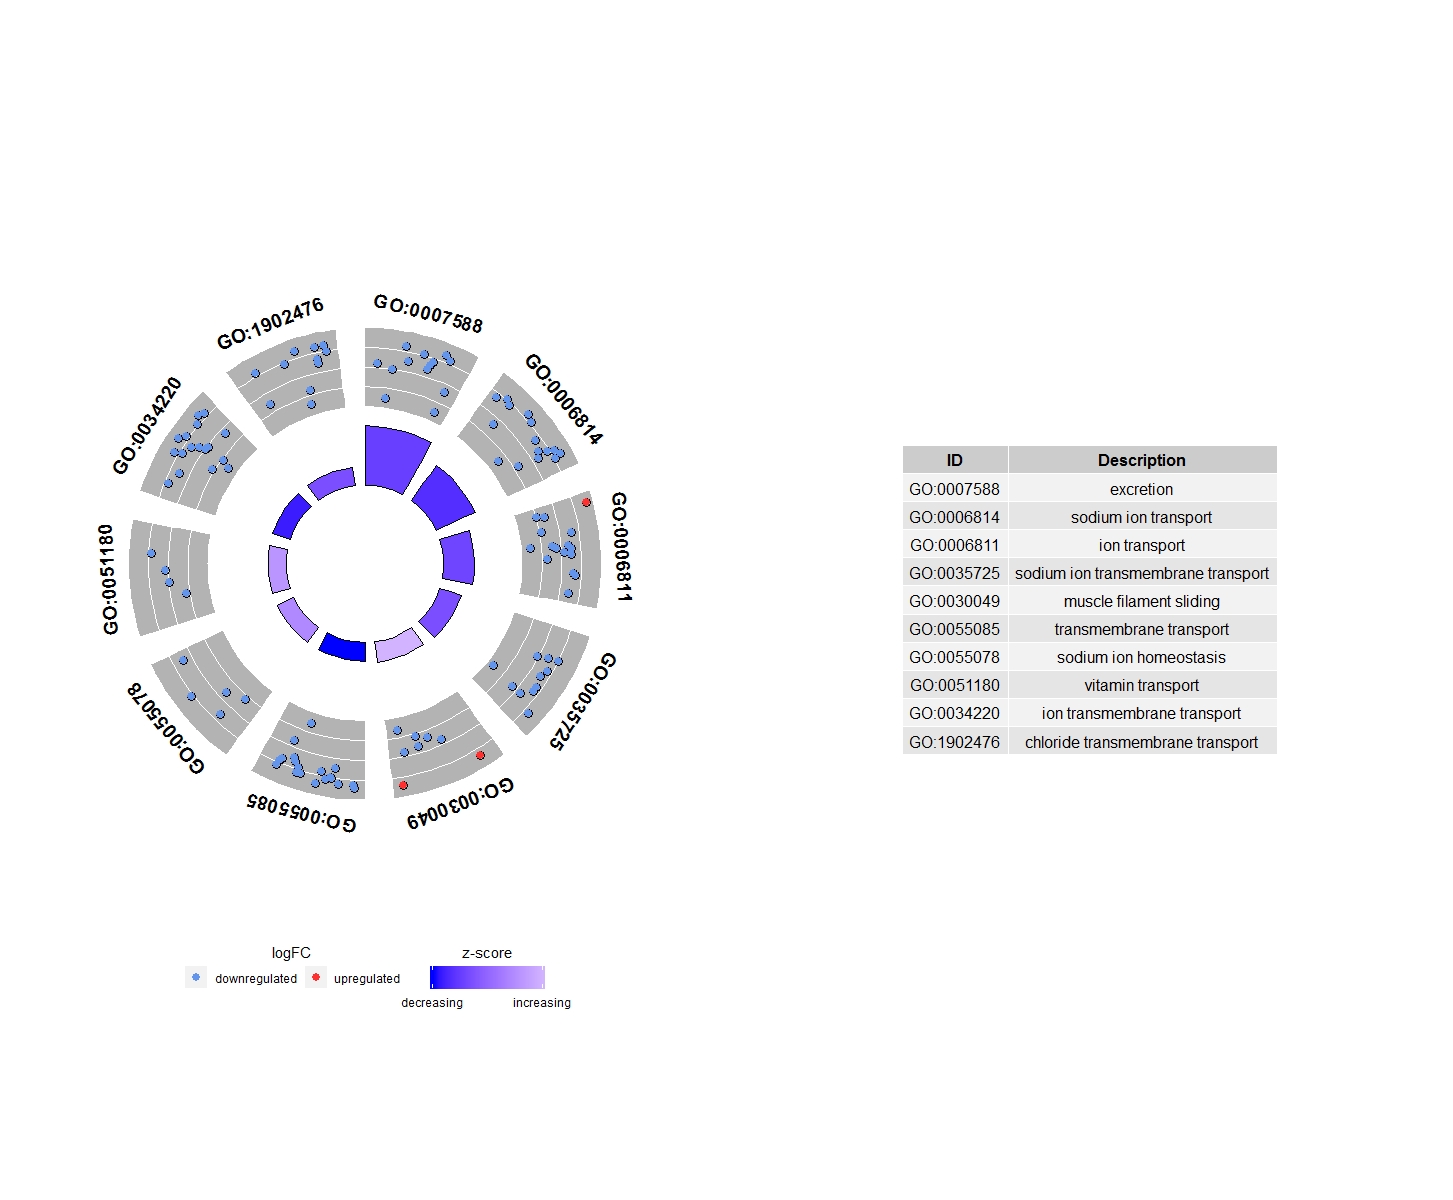 GO:0007588
GO:0006814
GO:0006811
GO:0035725
GO:0030049
GO:0055085
GO:0055078
GO:0051180
GO:0034220
GO:1902476
logFC
downregulated upregulated
z-score
decreasing increasing
ID Description
GO:0007588 excretion
GO:0006814 sodium ion transport
GO:0006811 ion transport
GO:0035725 sodium ion transmembrane transport
GO:0030049 muscle filament sliding
GO:0055085 transmembrane transport
GO:0055078 sodium ion homeostasis
GO:0051180 vitamin transport
GO:0034220 ion transmembrane transport
GO:1902476 chloride transmembrane transport